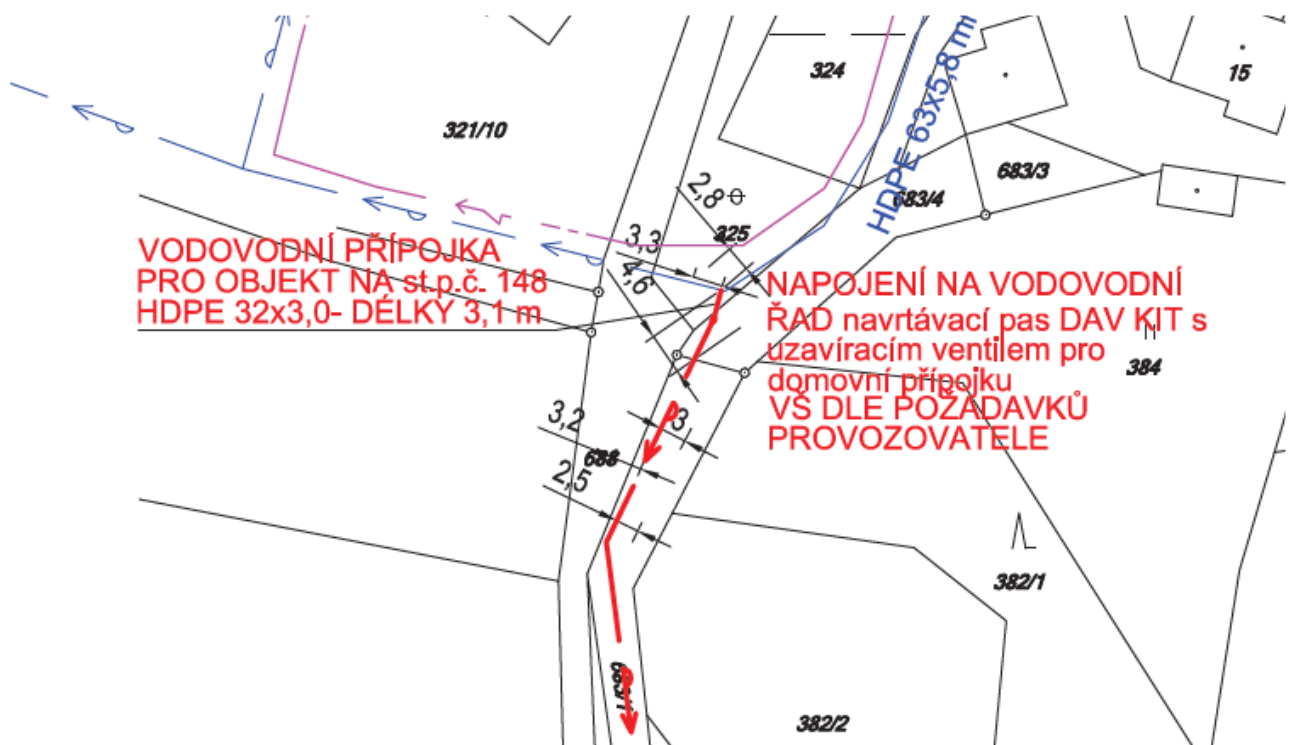 324
15
321/10
HDPE 63x5,8 m
683/3
683/4
2,8
325
3,3
4,6
VODOVODNÍ PŘÍPOJKA
PRO OBJEKT NA st.p.č. 148
HDPE 32x3,0- DÉLKY 3,1 m
NAPOJENÍ NA VODOVODNÍ
ŘAD navrtávací pas DAV KIT s
uzavíracím ventilem pro
domovní přípojku
VŠ DLE POŽADAVKŮ
PROVOZOVATELE
384
3,2
3
688
2,5
382/1
382/2